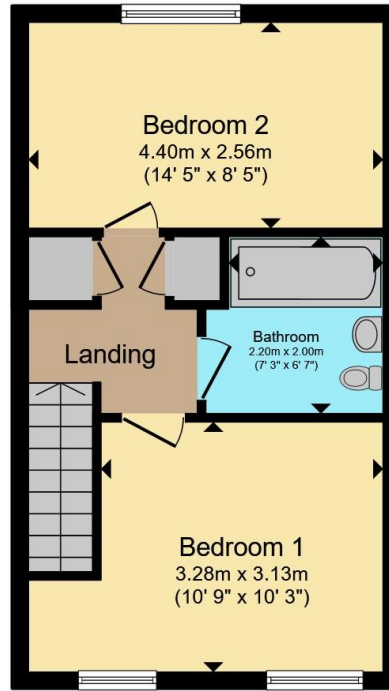 Bedroom 2
4.40m x 2.56m
(14' 5" x 8' 5")
Landing
Bathroom
2.20m x 2.00m
(7' 3" x 6' 7")
Bedroom 1
3.28m x 3.13m
(10' 9" x 10' 3")